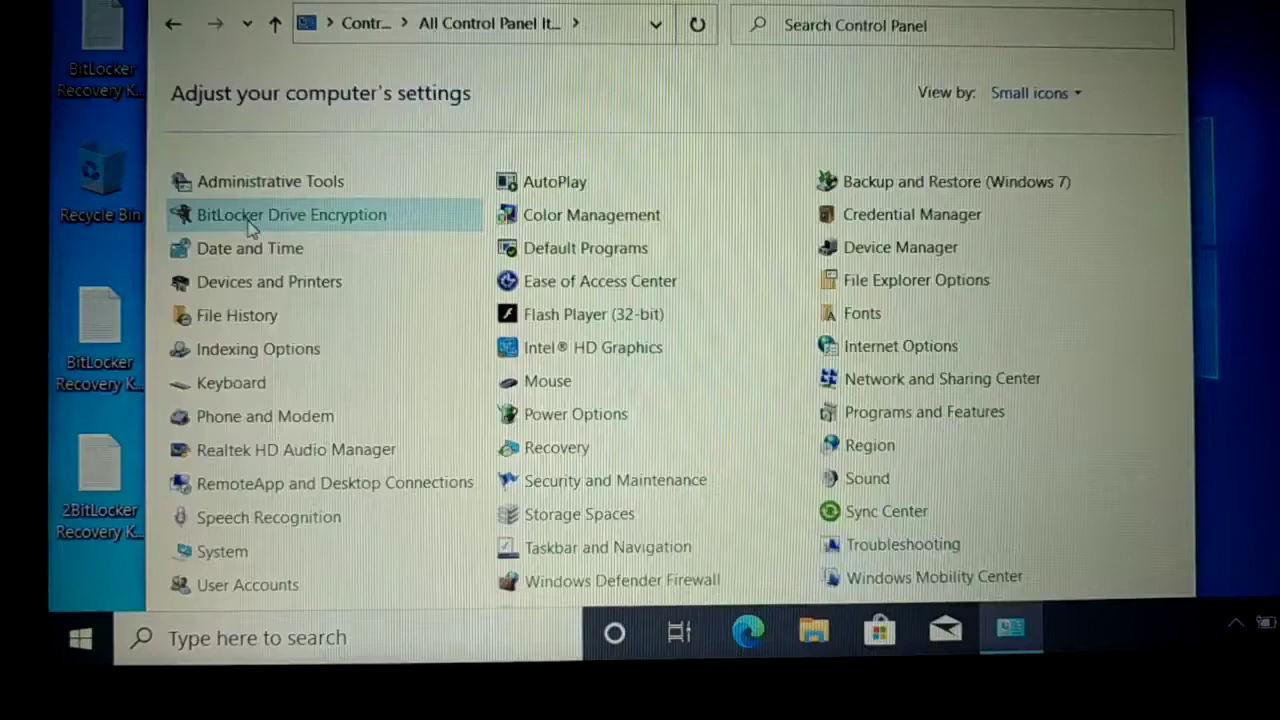 Contr... > All Control Panel It... >
Search Control Panel
BitLocker
Recovery K...
Adjust your computer's settings
View by: Small icons
Recycle Bin
BitLocker
Recovery K...
2BitLocker
Recovery K...
Administrative Tools
AutoPlay
Backup and Restore (Windows 7)
BitLocker Drive Encryption
Color Management
Credential Manager
Date and Time
Default Programs
Device Manager
Devices and Printers
Ease of Access Center
File Explorer Options
File History
Flash Player (32-bit)
Fonts
Indexing Options
Intel® HD Graphics
Internet Options
Keyboard
Mouse
Network and Sharing Center
Phone and Modem
Power Options
Programs and Features
Realtek HD Audio Manager
Recovery
Region
RemoteApp and Desktop Connections
Security and Maintenance
Sound
Speech Recognition
Storage Spaces
Sync Center
System
Taskbar and Navigation
Troubleshooting
User Accounts
Windows Defender Firewall
Windows Mobility Center
Type here to search